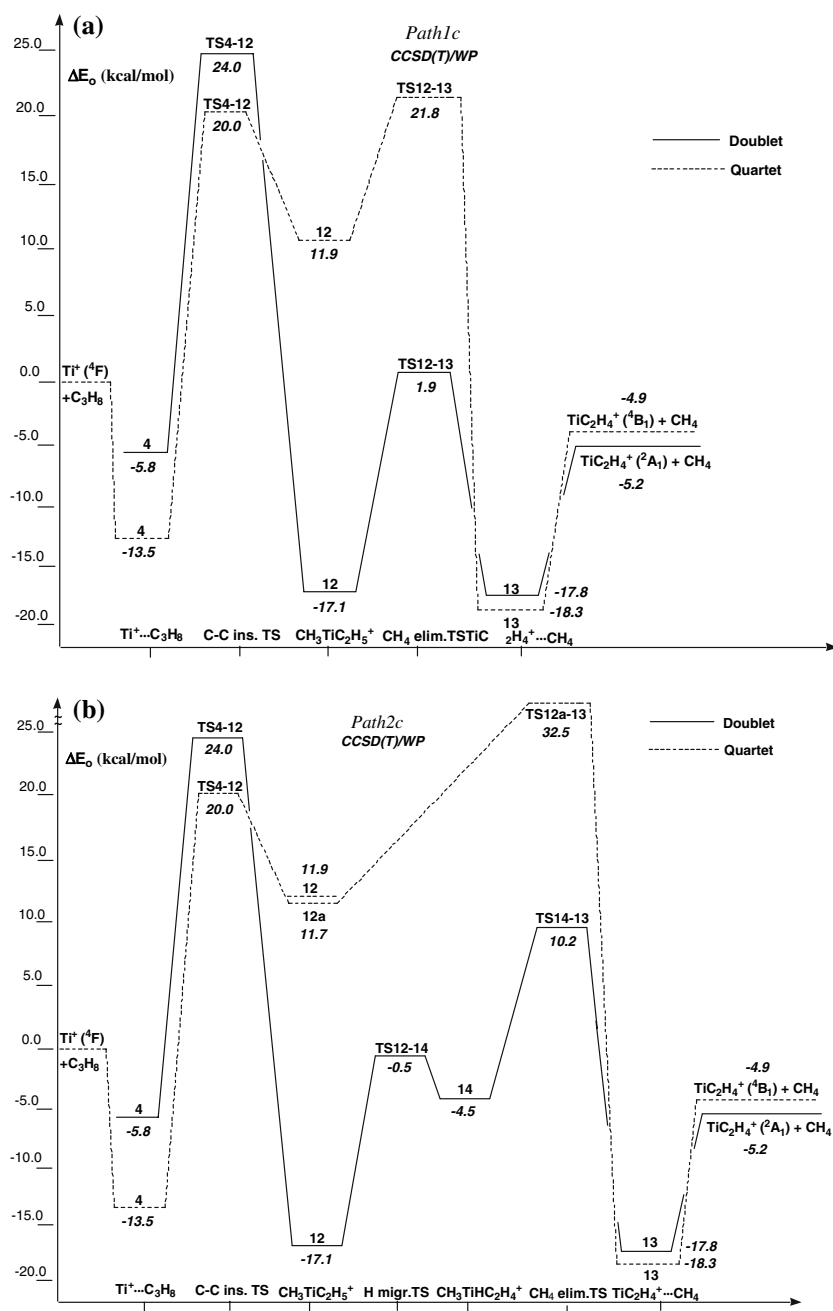 (a)
Path1c
CCSD(T)/WP
ΔEo (kcal/mol)
25.0
20.0
15.0
10.0
5.0
0.0
-5.0
-10.0
-15.0
-20.0
TS4-12
24.0
TS4-12
20.0
TS12-13
21.8
Doublet
Quartet
12
11.9
TS12-13
1.9
Ti⁺ (⁴F)
+C₃H₈
4
-5.8
4
-13.5
12
-17.1
-4.9
TiC₂H₄⁺ (⁴B₁) + CH₄
TiC₂H₄⁺ (²A₁) + CH₄
-5.2
13
-17.8
-18.3
13
Ti⁺···C₃H₈
C-C ins. TS
CH₃TiC₂H₅⁺
CH₄ elim.TSTiC
₂H₄⁺···CH₄
(b)
Path2c
CCSD(T)/WP
ΔEo (kcal/mol)
25.0
20.0
15.0
10.0
5.0
0.0
-5.0
-10.0
-15.0
-20.0
TS4-12
24.0
TS4-12
20.0
TS12a-13
32.5
Doublet
Quartet
11.9
12
12a
11.7
TS14-13
10.2
Ti⁺ (⁴F)
+C₃H₈
TS12-14
-0.5
14
-4.5
4
-5.8
4
-13.5
12
-17.1
-4.9
TiC₂H₄⁺ (⁴B₁) + CH₄
TiC₂H₄⁺ (²A₁) + CH₄
-5.2
13
-17.8
-18.3
13
Ti⁺···C₃H₈
C-C ins. TS
CH₃TiC₂H₅⁺
H migr.TS
CH₃TiHC₂H₄⁺
CH₄ elim.TS
TiC₂H₄⁺···CH₄